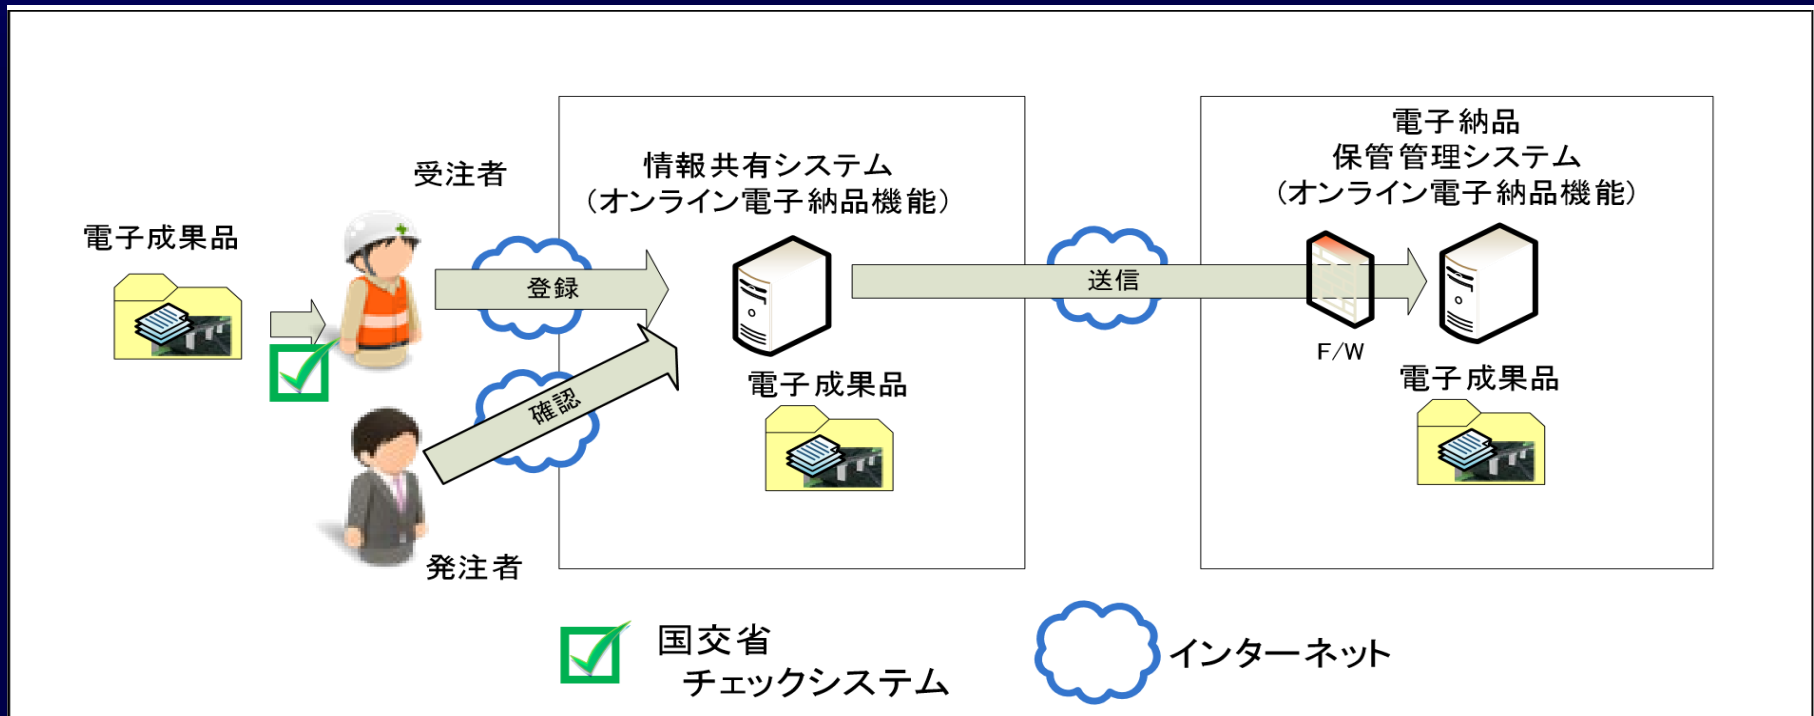 電子成果品
受注者
登録
確認
発注者
情報共有システム
（オンライン電子納品機能）
電子成果品
送信
電子納品
保管管理システム
（オンライン電子納品機能）
F/W
電子成果品
国交省
チェックシステム
インターネット